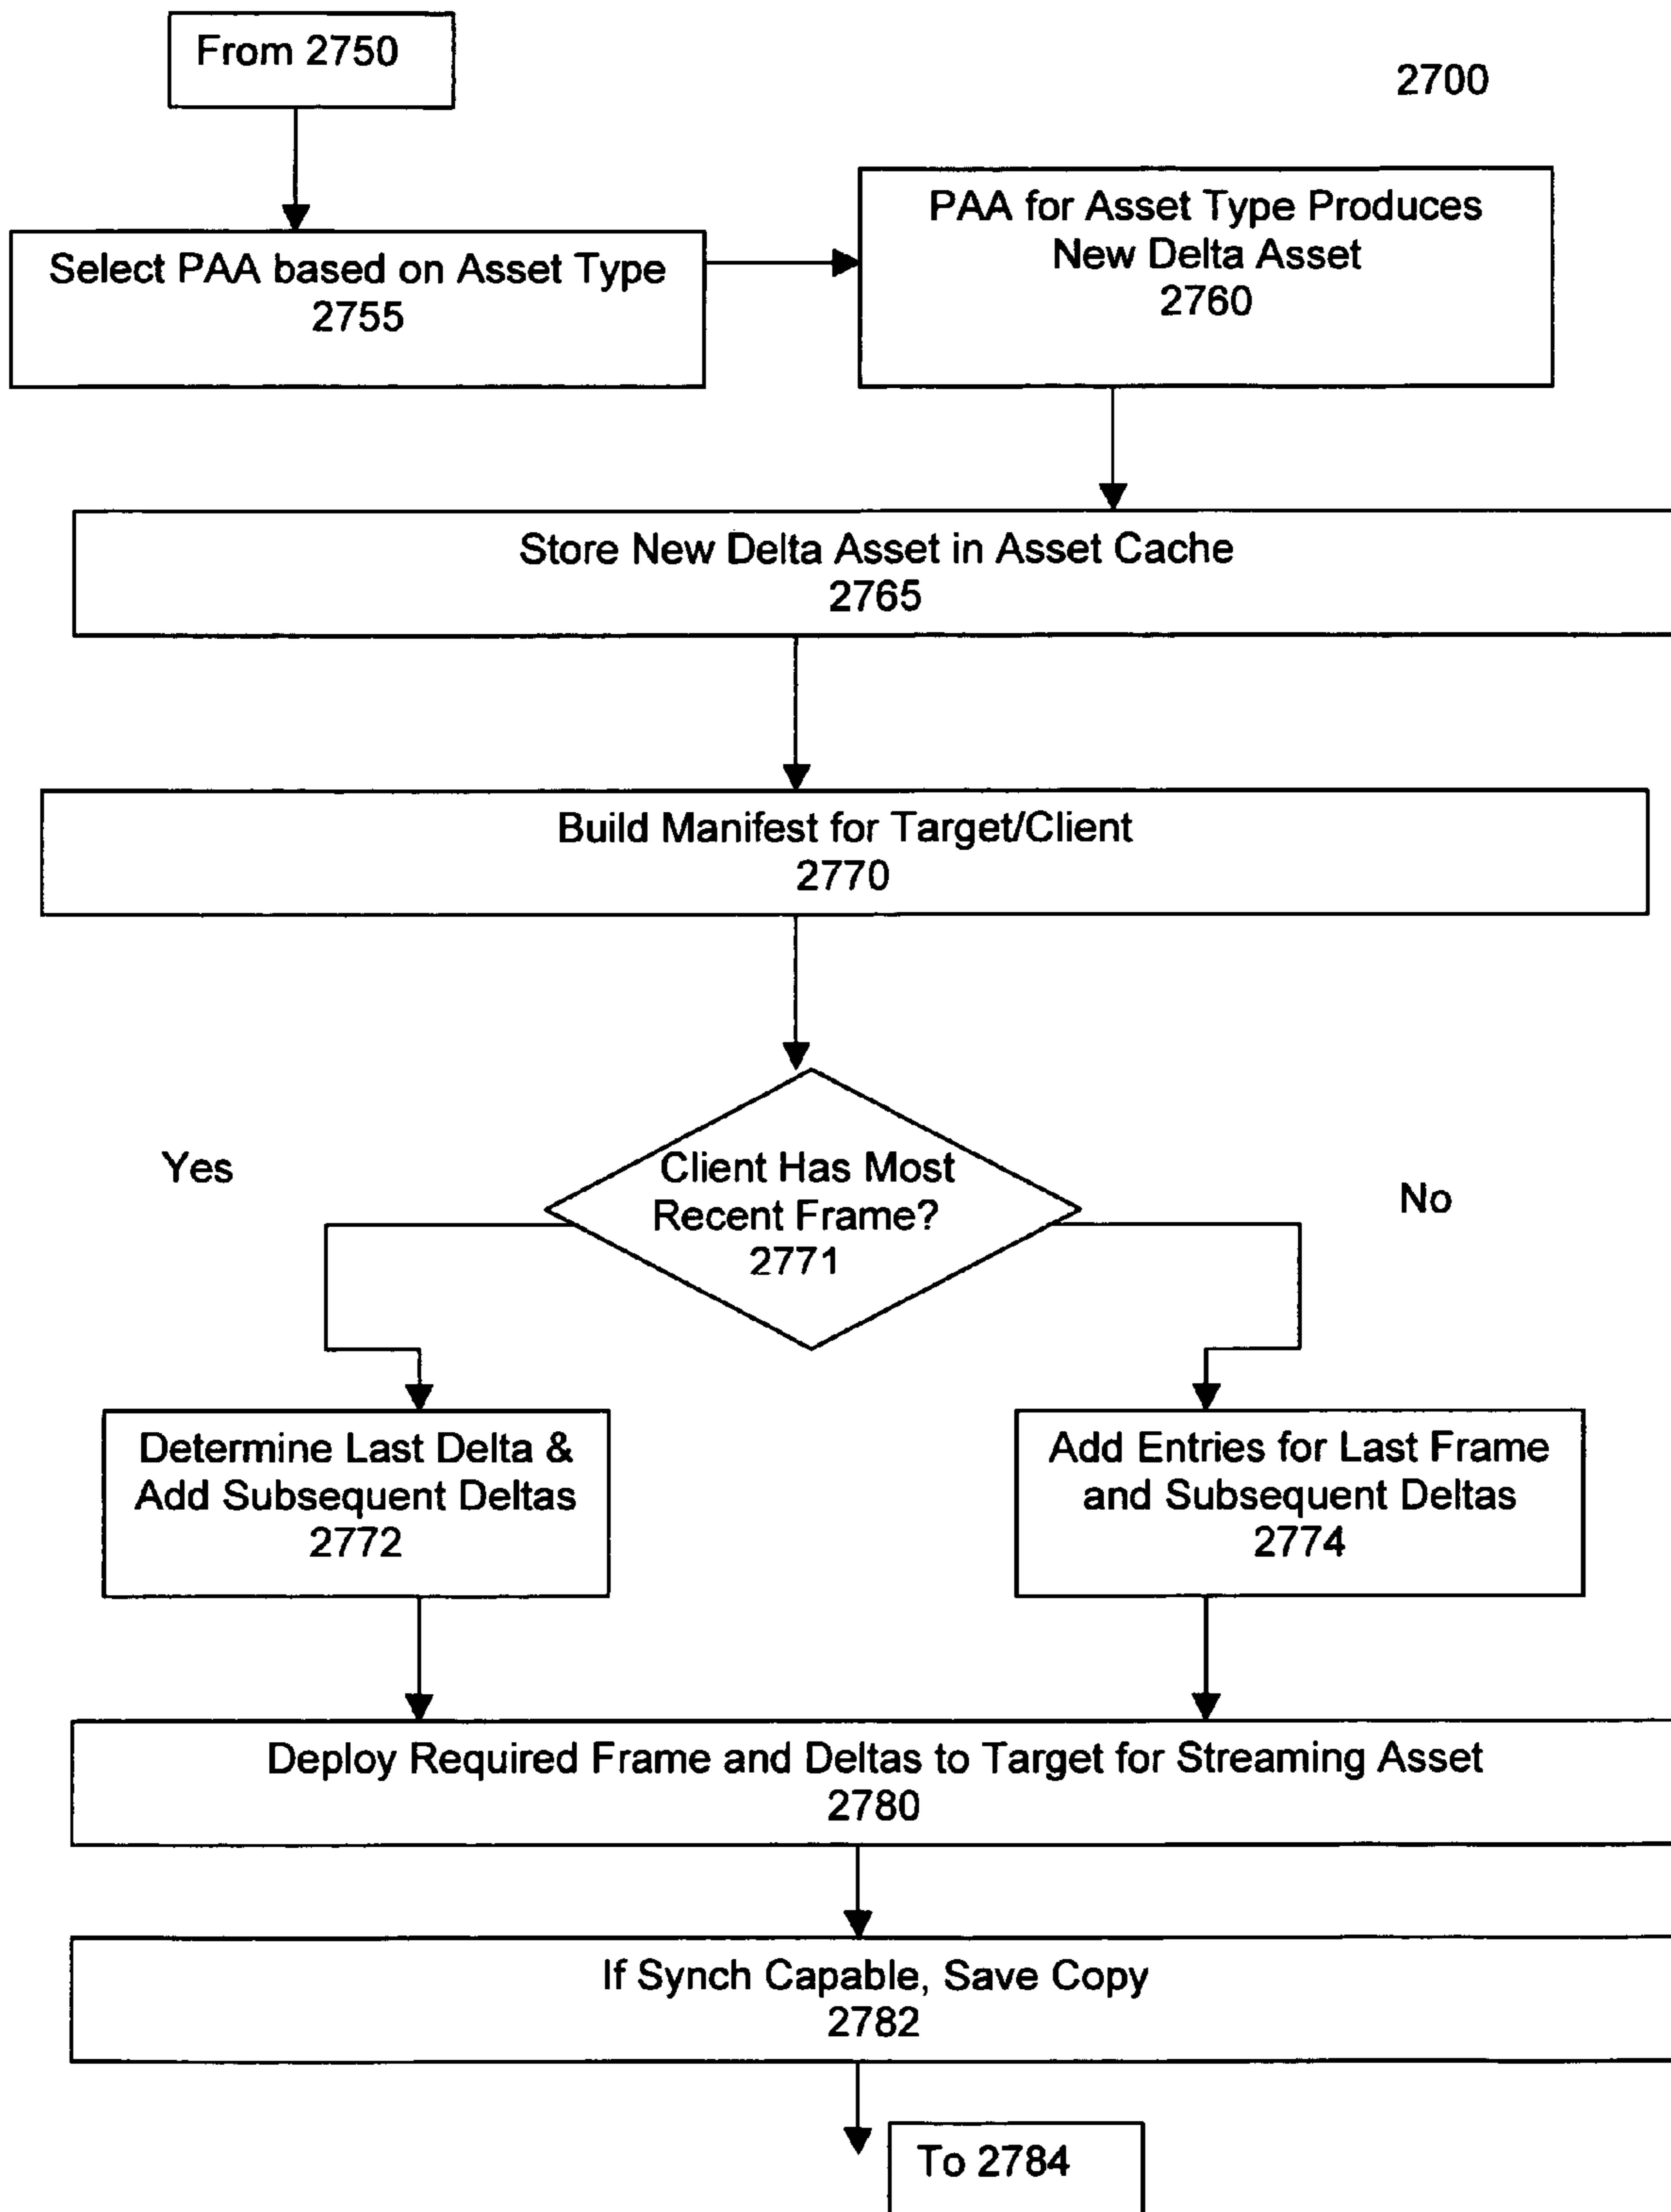 From 2750
2700
Select PAA based on Asset Type
2755
PAA for Asset Type Produces
New Delta Asset
2760
Store New Delta Asset in Asset Cache
2765
Build Manifest for Target/Client
2770
Yes
Client Has Most
Recent Frame?
2771
No
Determine Last Delta &
Add Subsequent Deltas
2772
Add Entries for Last Frame
and Subsequent Deltas
2774
Deploy Required Frame and Deltas to Target for Streaming Asset
2780
If Synch Capable, Save Copy
2782
To 2784